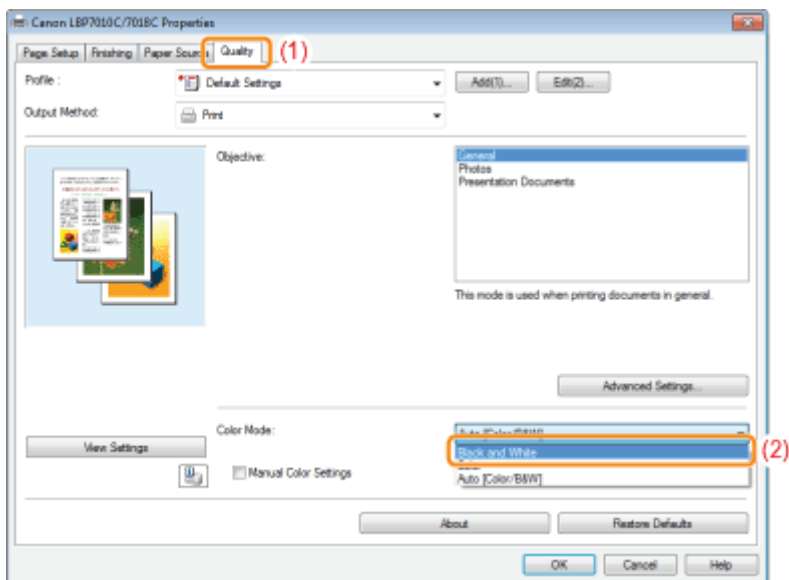 Canon LBP7010C/7018C Properties
Page Setup Finishing Paper Source Quality (1)
Profile : Default Settings Add(1)... Edit(2)...
Output Method: Print
Objective: General
Photos
Presentation Documents
This mode is used when printing documents in general.
Advanced Settings...
Color Mode: Auto [Color/B&W]
View Settings Black and White (2)
Manual Color Settings Auto [Color/B&W]
About Restore Defaults
OK Cancel Help